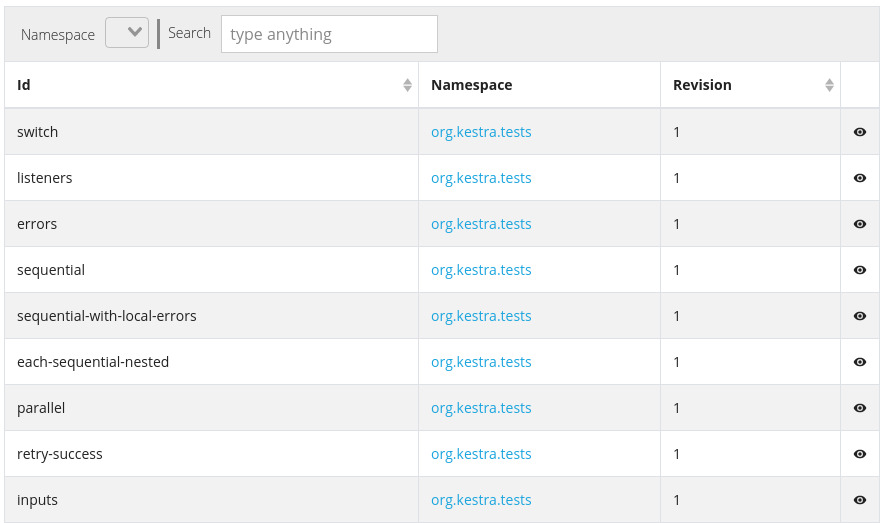 Namespace Search type anything
Id Namespace Revision
switch org.kestra.tests 1
listeners org.kestra.tests 1
errors org.kestra.tests 1
sequential org.kestra.tests 1
sequential-with-local-errors org.kestra.tests 1
each-sequential-nested org.kestra.tests 1
parallel org.kestra.tests 1
retry-success org.kestra.tests 1
inputs org.kestra.tests 1